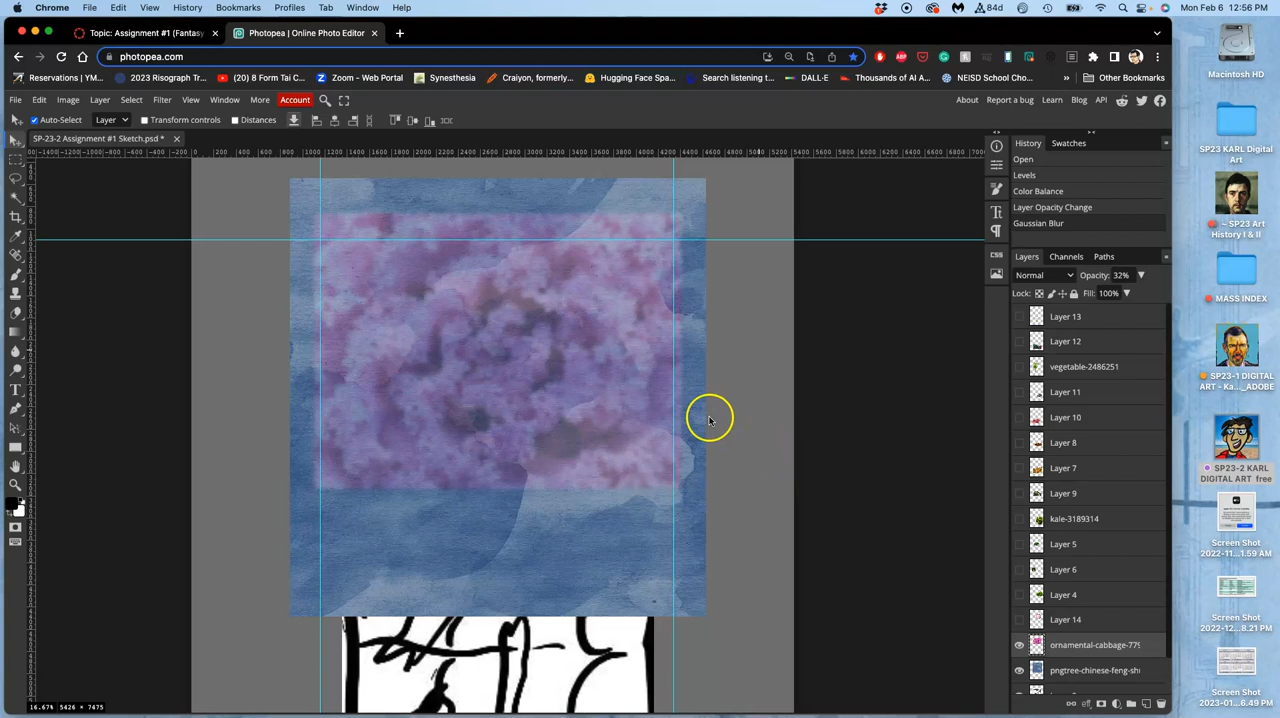 Chrome File Edit View History Bookmarks Profiles Tab Window Help 84d Mon Feb 6 12:56 PM
Topic: Assignment #1 (Fantasy Photopea | Online Photo Editor
photopea.com
Reservations | YM... 2023 Risograph Tr... (20) 8 Form Tai C... Zoom - Web Portal Synesthesia Craiyon, formerly... Hugging Face Spa... Search listening t... DALL·E Thousands of AI A... NEISD School Cho... » Other Bookmarks
File Edit Image Layer Select Filter View Window More Account About Report a bug Learn Blog API
Auto-Select Layer Transform controls Distances
SP-23-2 Assignment #1 Sketch.psd *
History Swatches
Open
Levels
Color Balance
Layer Opacity Change
Gaussian Blur
CSS
Layers Channels Paths
Normal Opacity: 32%
Lock: Fill: 100%
Layer 13
Layer 12
vegetable-2486251
Layer 11
Layer 10
Layer 8
Layer 7
Layer 9
kale-3189314
Layer 5
Layer 6
Layer 4
Layer 14
ornamental-cabbage-779
pngtree-chinese-feng-sh
16.67% 5426 × 7475
Macintosh HD
SP23 KARL Digital
Art
~ SP23 Art
History I & II
MASS INDEX
SP23-1 DIGITAL
ART - Ka..._ADOBE
SP23-2 KARL
DIGITAL ART free
Screen Shot
2022-11...1.59 AM
Screen Shot
2022-12...8.21 PM
Screen Shot
2023-01...6.49 PM